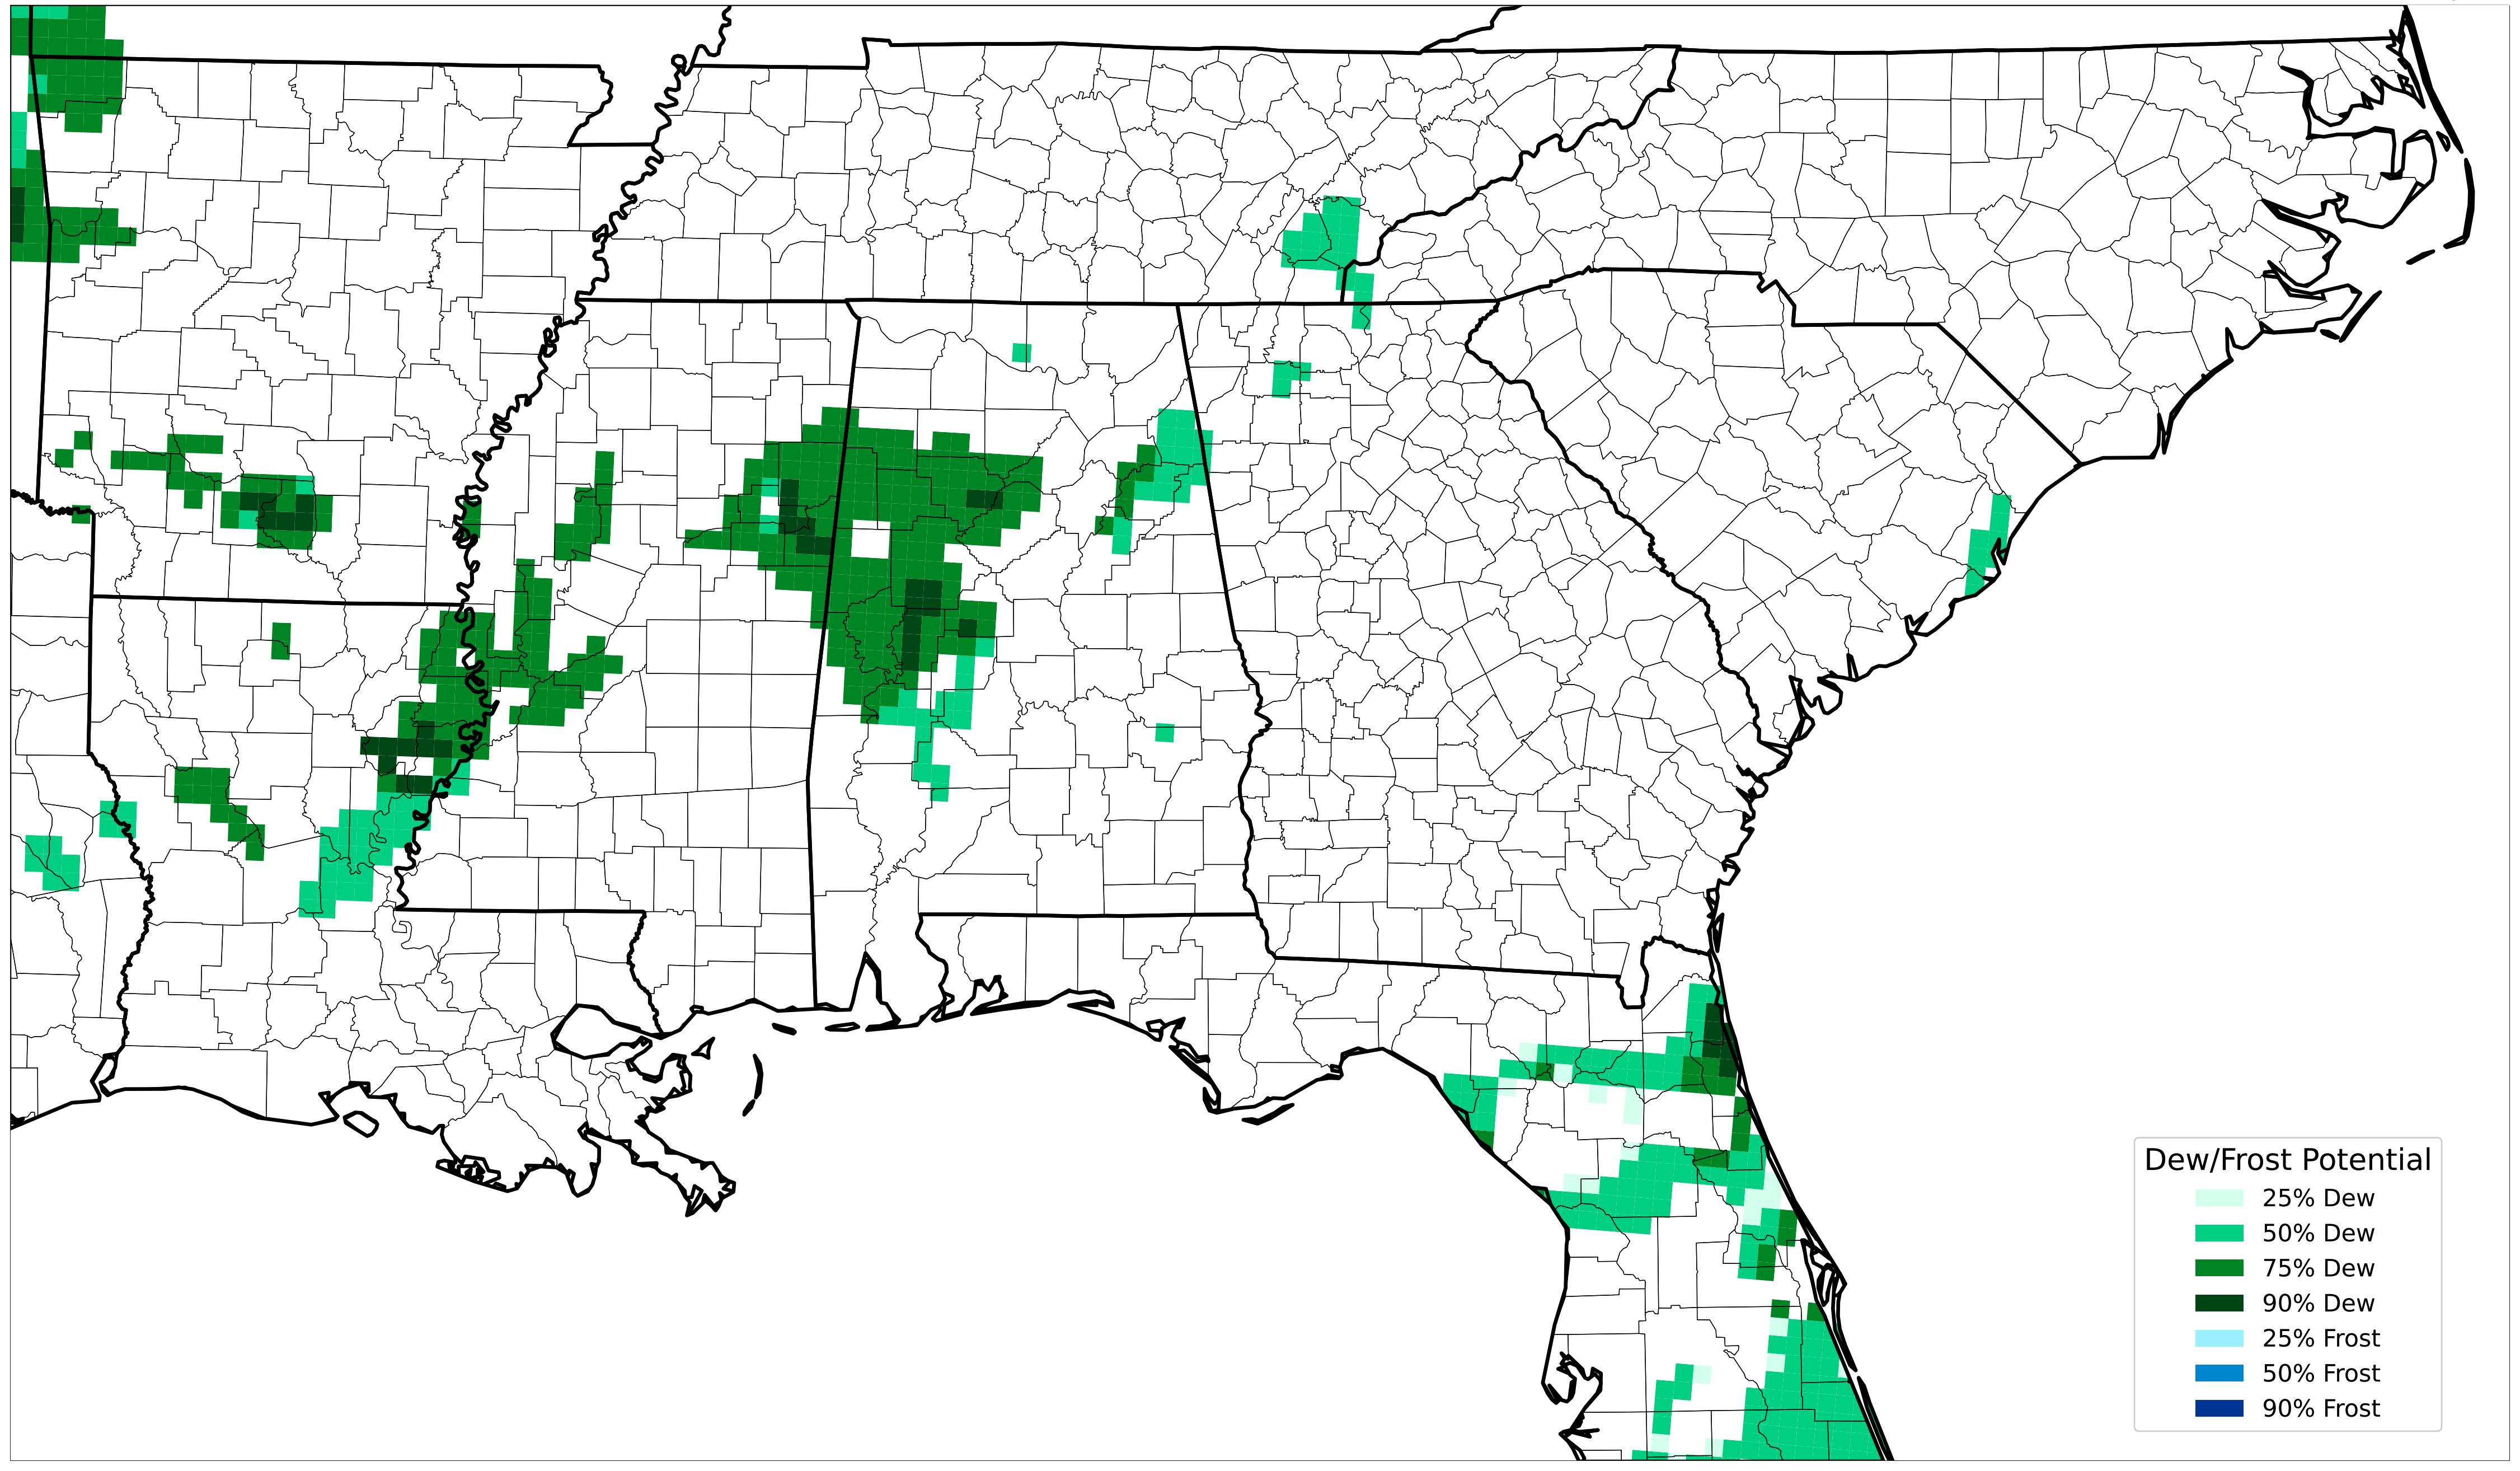 Dew/Frost Potential
25% Dew
50% Dew
75% Dew
90% Dew
25% Frost
50% Frost
90% Frost